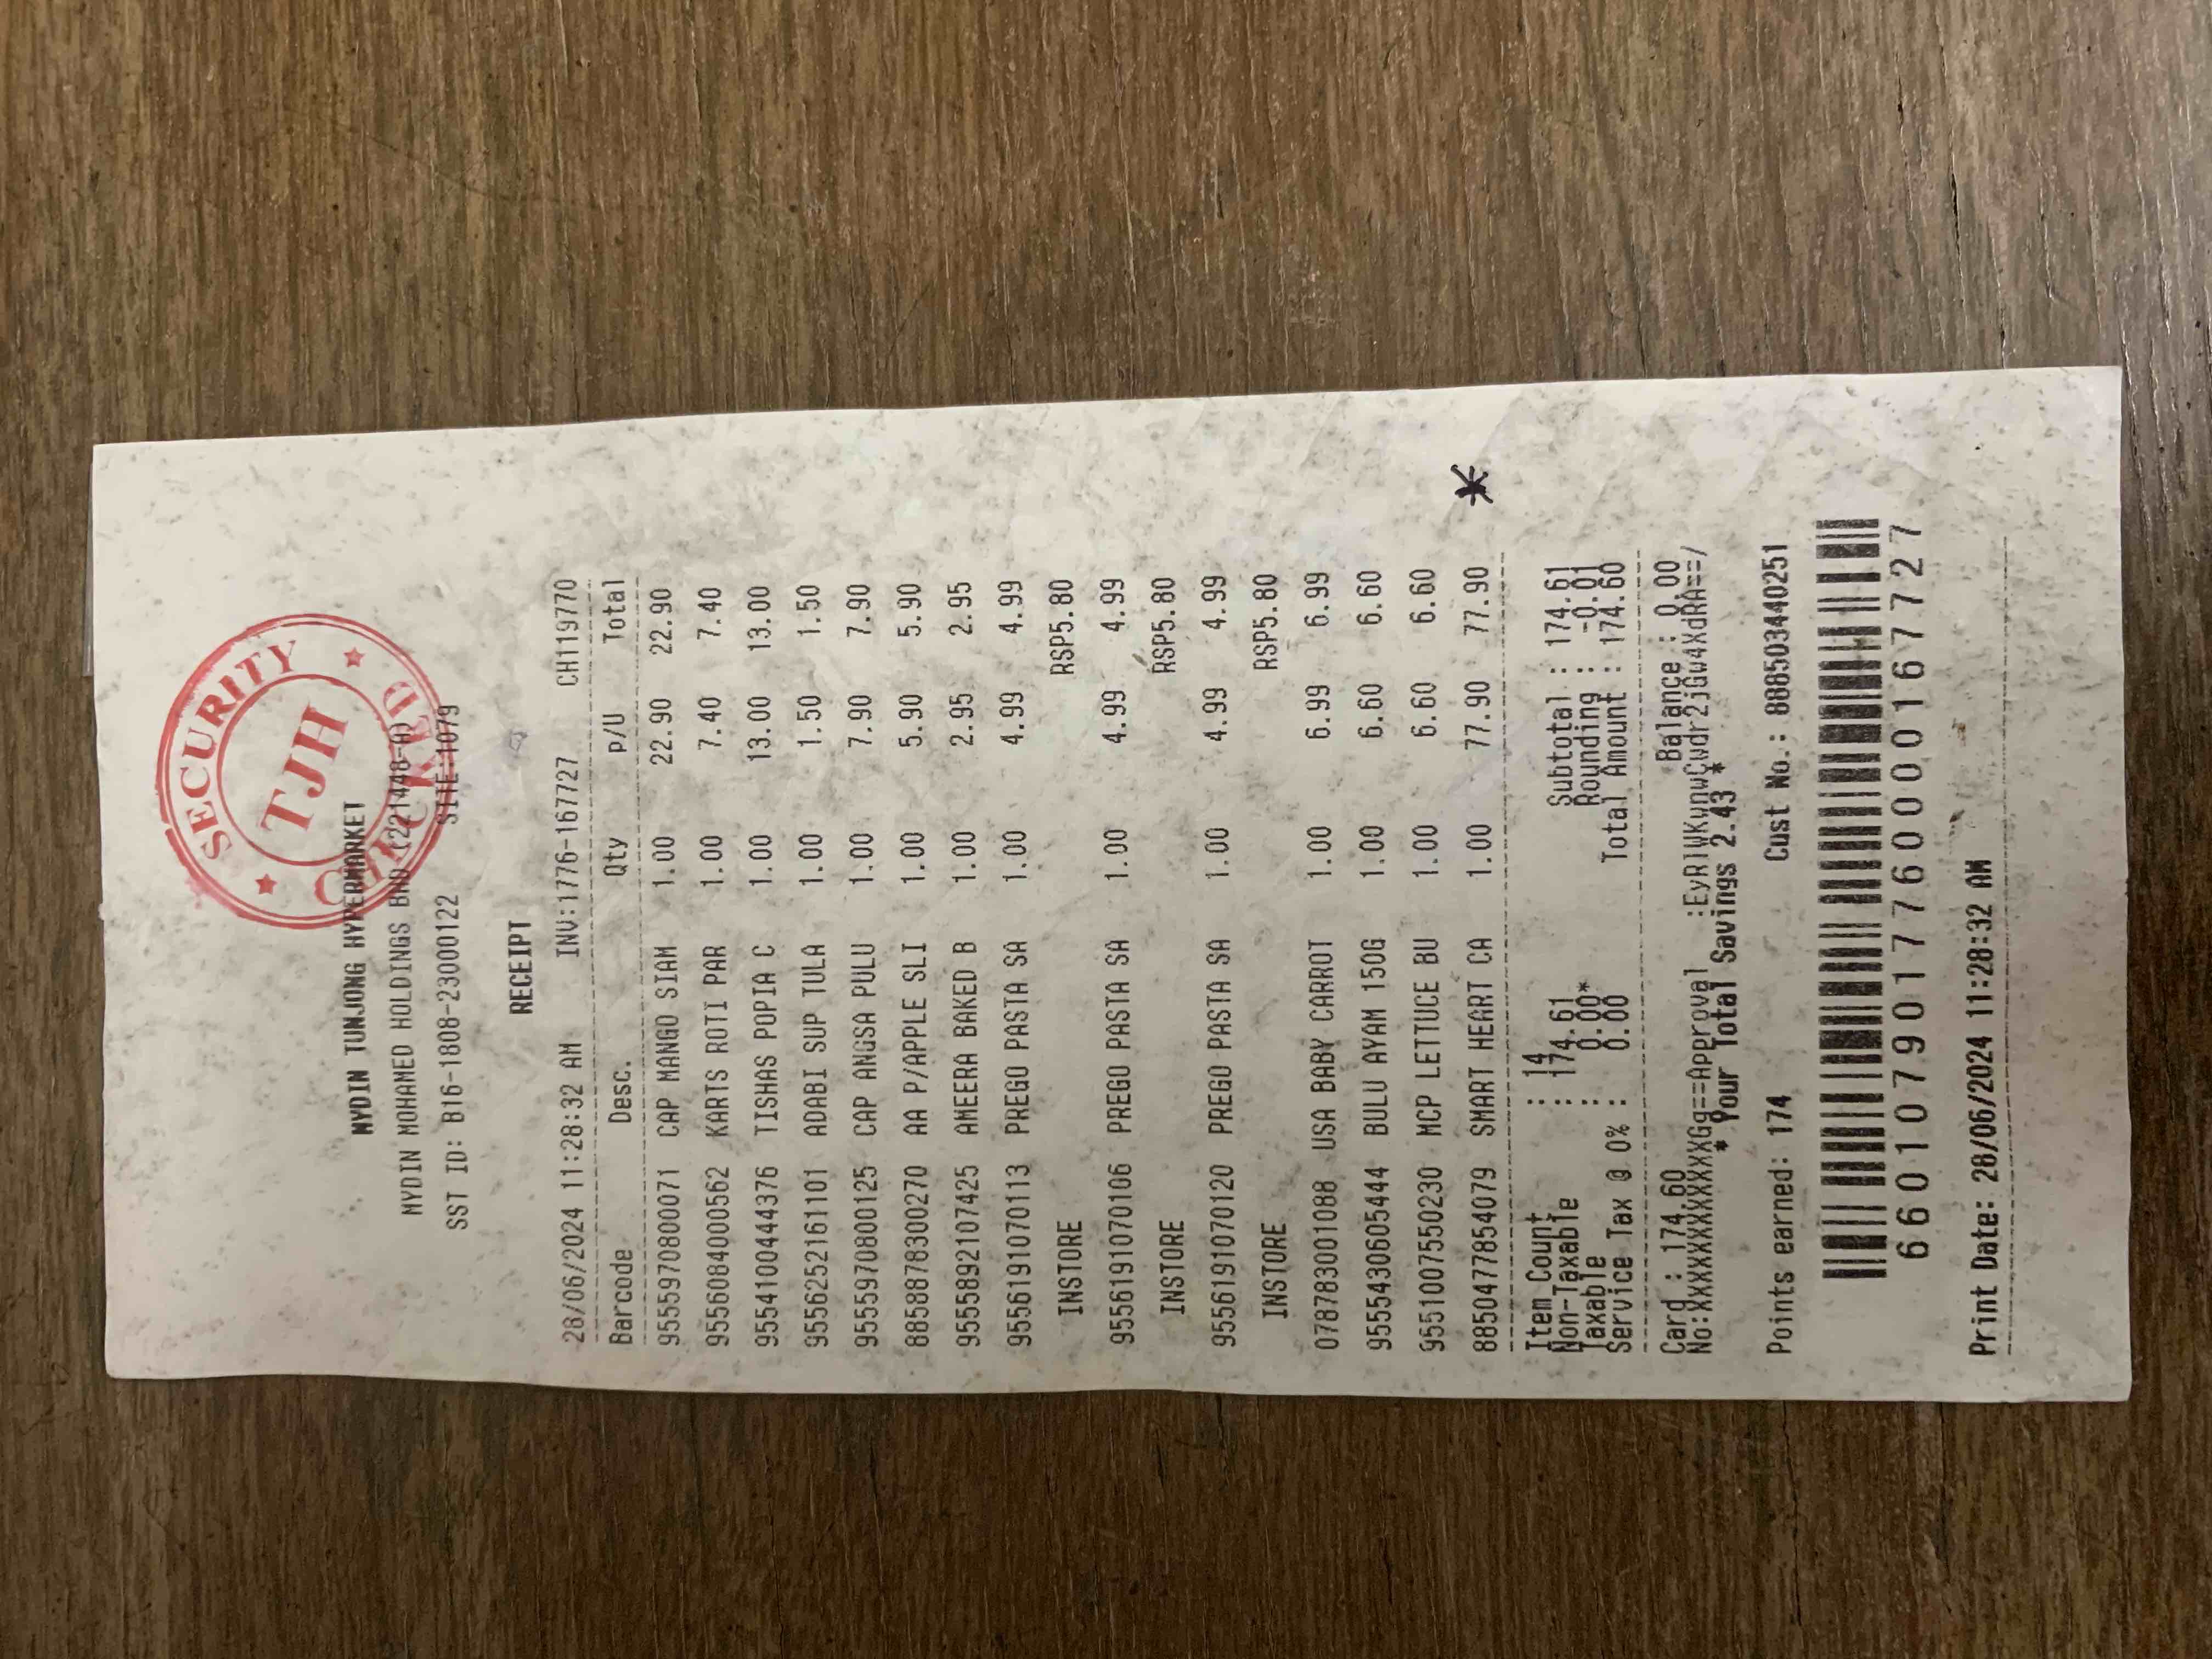 SECURITY
TJH
CHECKED
MYDIN TUNJONG HYPERMARKET
MYDIN MOHAMED HOLDINGS BHD (221448-A)
SST ID: B16-1808-23000122 SITE:1079
RECEIPT
28/06/2024 11:28:32 AM INV:1776-167727 CH119770
Barcode Desc. Qty p/U Total
9555970800071 CAP MANGO SIAM 1.00 22.90 22.90
9556084000562 KARTS ROTI PAR 1.00 7.40 7.40
9554100444376 TISHAS POPIA C 1.00 13.00 13.00
9556252161101 ADABI SUP TULA 1.00 1.50 1.50
9555970800125 CAP ANGSA PULU 1.00 7.90 7.90
8858878300270 AA P/APPLE SLI 1.00 5.90 5.90
9555892107425 AMEERA BAKED B 1.00 2.95 2.95
9556191070113 PREGO PASTA SA 1.00 4.99 4.99
INSTORE RSP5.80
9556191070106 PREGO PASTA SA 1.00 4.99 4.99
INSTORE RSP5.80
9556191070120 PREGO PASTA SA 1.00 4.99 4.99
INSTORE RSP5.80
078783001088 USA BABY CARROT 1.00 6.99 6.99
9555430605444 BULU AYAM 150G 1.00 6.60 6.60
9551007550230 MCP LETTUCE BU 1.00 6.60 6.60
8850477854079 SMART HEART CA 1.00 77.90 77.90 *
Item Count : 14 Subtotal : 174.61
Non-Taxable : 174.61 Rounding : -0.01
Taxable : 0.00* Total Amount : 174.60
Service Tax @ 0% : 0.00
Card : 174.60 Balance : 0.00
* Your Total Savings 2.43 *
Points earned: 174 Cust No.: 8885034440251
660107901776000167727
Print Date: 28/06/2024 11:28:32 AM